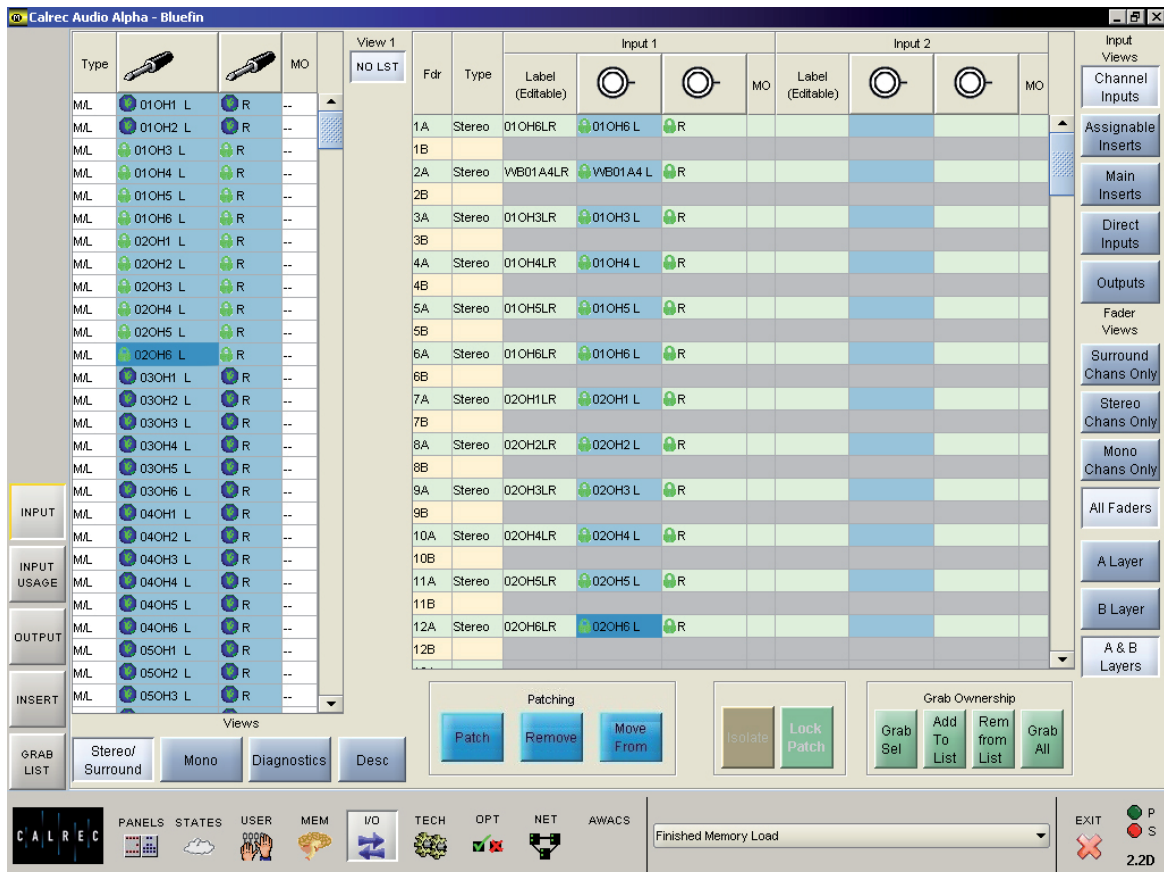 Calrec Audio Alpha - Bluefin
Type MO
M/L 01OH1 L R --
M/L 01OH2 L R --
M/L 01OH3 L R --
M/L 01OH4 L R --
M/L 01OH5 L R --
M/L 01OH6 L R --
M/L 02OH1 L R --
M/L 02OH2 L R --
M/L 02OH3 L R --
M/L 02OH4 L R --
M/L 02OH5 L R --
M/L 02OH6 L R --
M/L 03OH1 L R --
M/L 03OH2 L R --
M/L 03OH3 L R --
M/L 03OH4 L R --
M/L 03OH5 L R --
M/L 03OH6 L R --
M/L 04OH1 L R --
M/L 04OH2 L R --
M/L 04OH3 L R --
M/L 04OH4 L R --
M/L 04OH5 L R --
M/L 04OH6 L R --
M/L 05OH1 L R --
M/L 05OH2 L R --
M/L 05OH3 L R --
View 1
NO LST
Input 1 Input 2
Fdr Type Label (Editable) MO Label (Editable) MO
1A Stereo 01OH6LR 01OH6 L R
1B
2A Stereo WB01A4LR WB01A4 L R
2B
3A Stereo 01OH3LR 01OH3 L R
3B
4A Stereo 01OH4LR 01OH4 L R
4B
5A Stereo 01OH5LR 01OH5 L R
5B
6A Stereo 01OH6LR 01OH6 L R
6B
7A Stereo 02OH1LR 02OH1 L R
7B
8A Stereo 02OH2LR 02OH2 L R
8B
9A Stereo 02OH3LR 02OH3 L R
9B
10A Stereo 02OH4LR 02OH4 L R
10B
11A Stereo 02OH5LR 02OH5 L R
11B
12A Stereo 02OH6LR 02OH6 L R
12B
Input
Views
Channel
Inputs
Assignable
Inserts
Main
Inserts
Direct
Inputs
Outputs
Fader
Views
Surround
Chans Only
Stereo
Chans Only
Mono
Chans Only
All Faders
A Layer
B Layer
A & B
Layers
INPUT
INPUT
USAGE
OUTPUT
INSERT
GRAB
LIST
Views
Stereo/
Surround
Mono
Diagnostics
Desc
Patching
Patch
Remove
Move
From
Isolate
Lock
Patch
Grab Ownership
Grab
Sel
Add
To
List
Rem
from
List
Grab
All
CALREC
PANELS STATES USER MEM I/O TECH OPT NET AWACS
Finished Memory Load
EXIT
P
S
2.2D